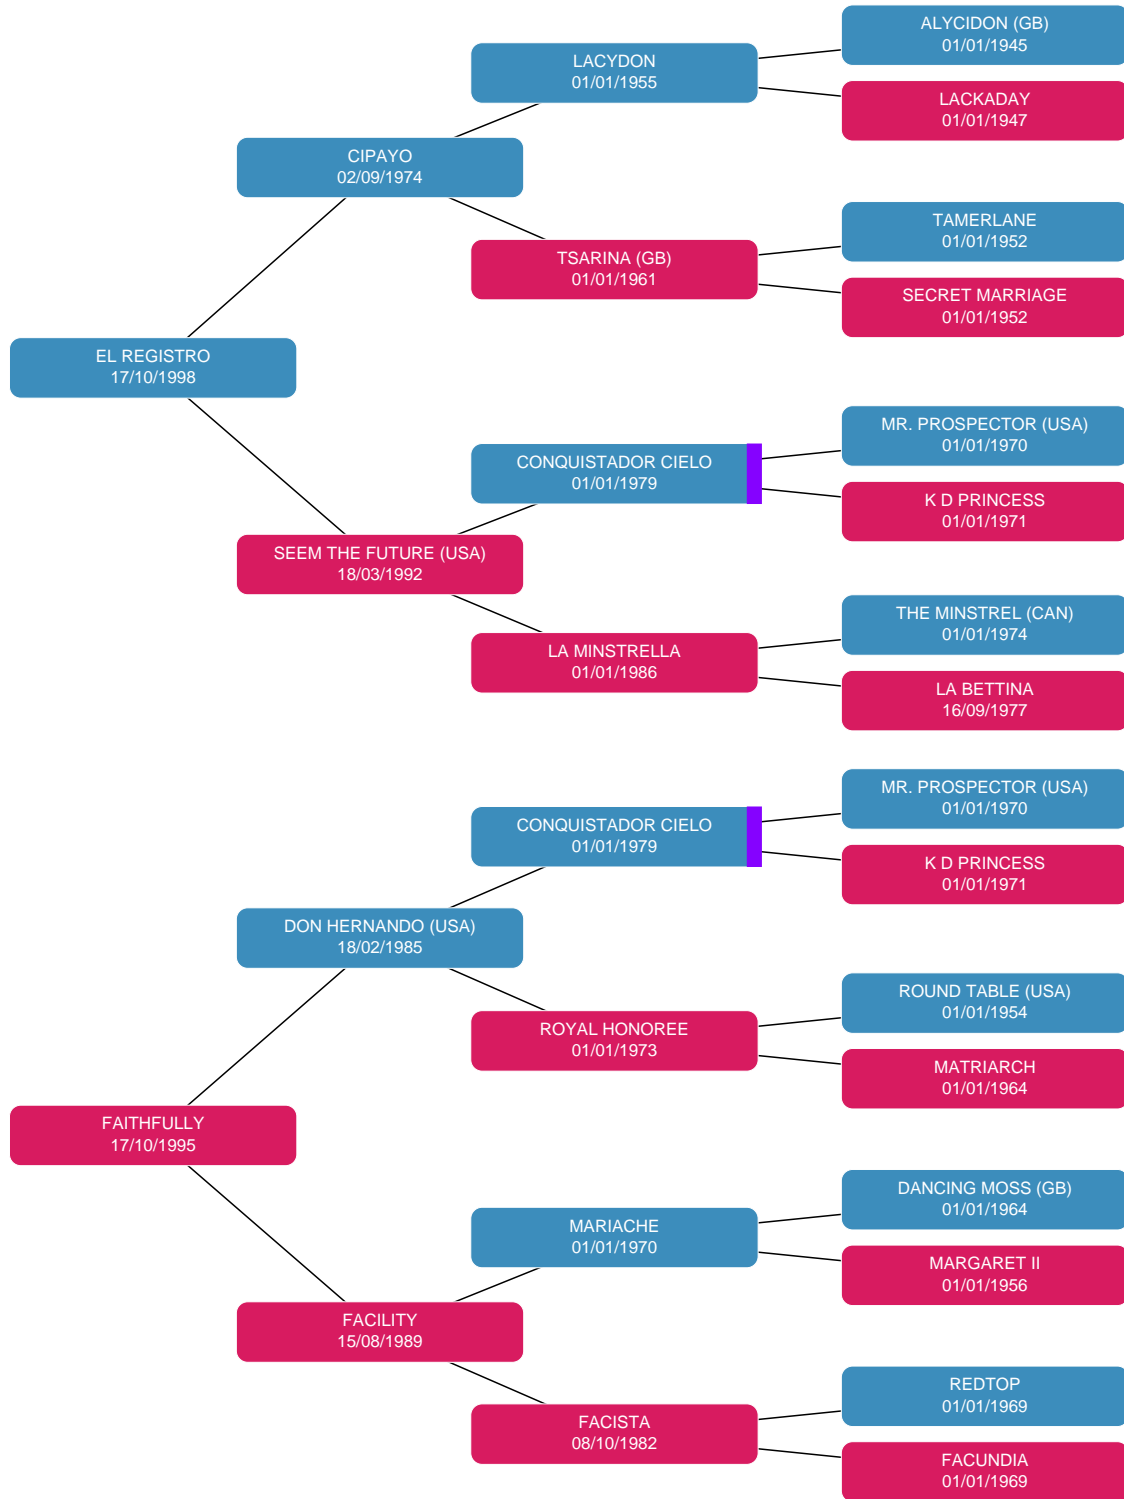 ALYCIDON (GB)
01/01/1945
LACYDON
01/01/1955
LACKADAY
01/01/1947
CIPAYO
02/09/1974
TAMERLANE
01/01/1952
TSARINA (GB)
01/01/1961
SECRET MARRIAGE
01/01/1952
EL REGISTRO
17/10/1998
MR. PROSPECTOR (USA)
01/01/1970
CONQUISTADOR CIELO
01/01/1979
K D PRINCESS
01/01/1971
SEEM THE FUTURE (USA)
18/03/1992
THE MINSTREL (CAN)
01/01/1974
LA MINSTRELLA
01/01/1986
LA BETTINA
16/09/1977
MR. PROSPECTOR (USA)
01/01/1970
CONQUISTADOR CIELO
01/01/1979
K D PRINCESS
01/01/1971
DON HERNANDO (USA)
18/02/1985
ROUND TABLE (USA)
01/01/1954
ROYAL HONOREE
01/01/1973
MATRIARCH
01/01/1964
FAITHFULLY
17/10/1995
DANCING MOSS (GB)
01/01/1964
MARIACHE
01/01/1970
MARGARET II
01/01/1956
FACILITY
15/08/1989
REDTOP
01/01/1969
FACISTA
08/10/1982
FACUNDIA
01/01/1969